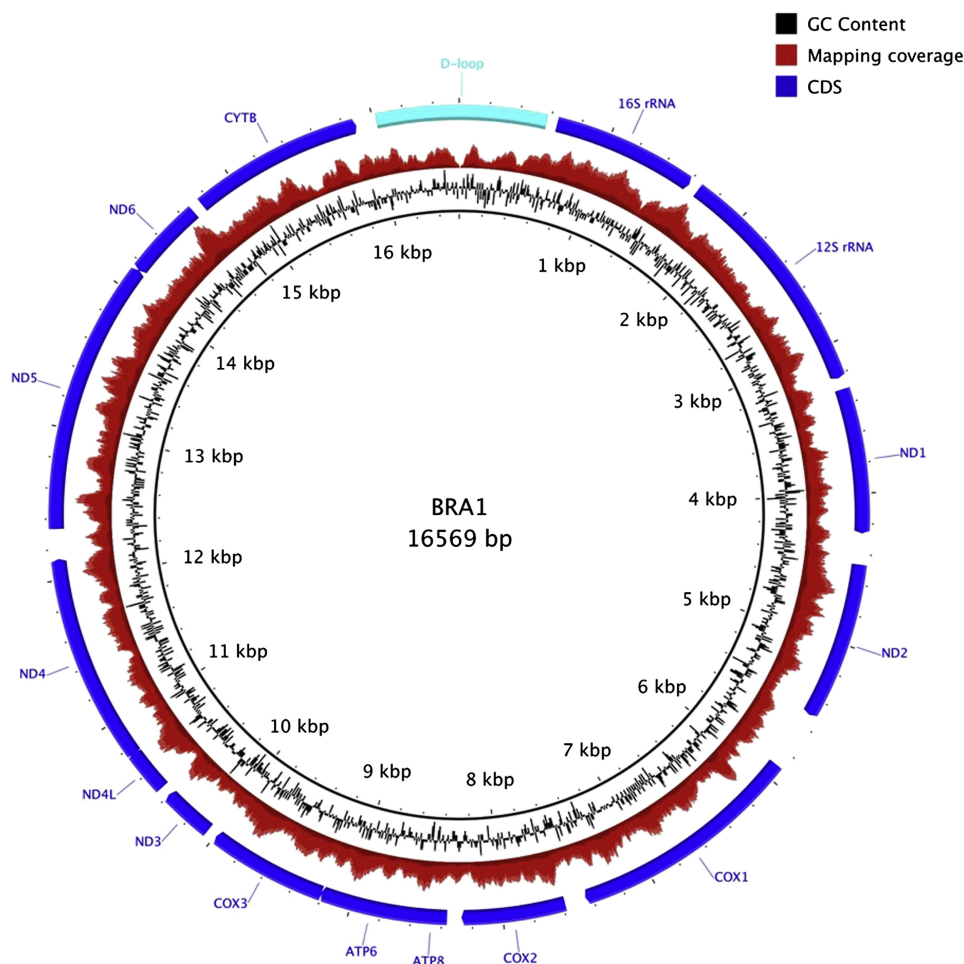 GC Content
Mapping coverage
CDS
D-loop
16S rRNA
12S rRNA
ND1
ND2
COX1
COX2
ATP8
ATP6
COX3
ND3
ND4L
ND4
ND5
ND6
CYTB
1 kbp
2 kbp
3 kbp
4 kbp
5 kbp
6 kbp
7 kbp
8 kbp
9 kbp
10 kbp
11 kbp
12 kbp
13 kbp
14 kbp
15 kbp
16 kbp
BRA1
16569 bp